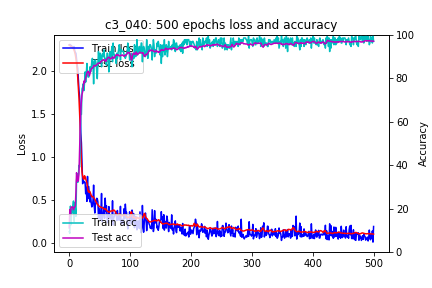 c3_040: 500 epochs loss and accuracy
Train loss
Test loss
Train acc
Test acc
Loss
Accuracy
0.0
0.5
1.0
1.5
2.0
0
20
40
60
80
100
0
100
200
300
400
500